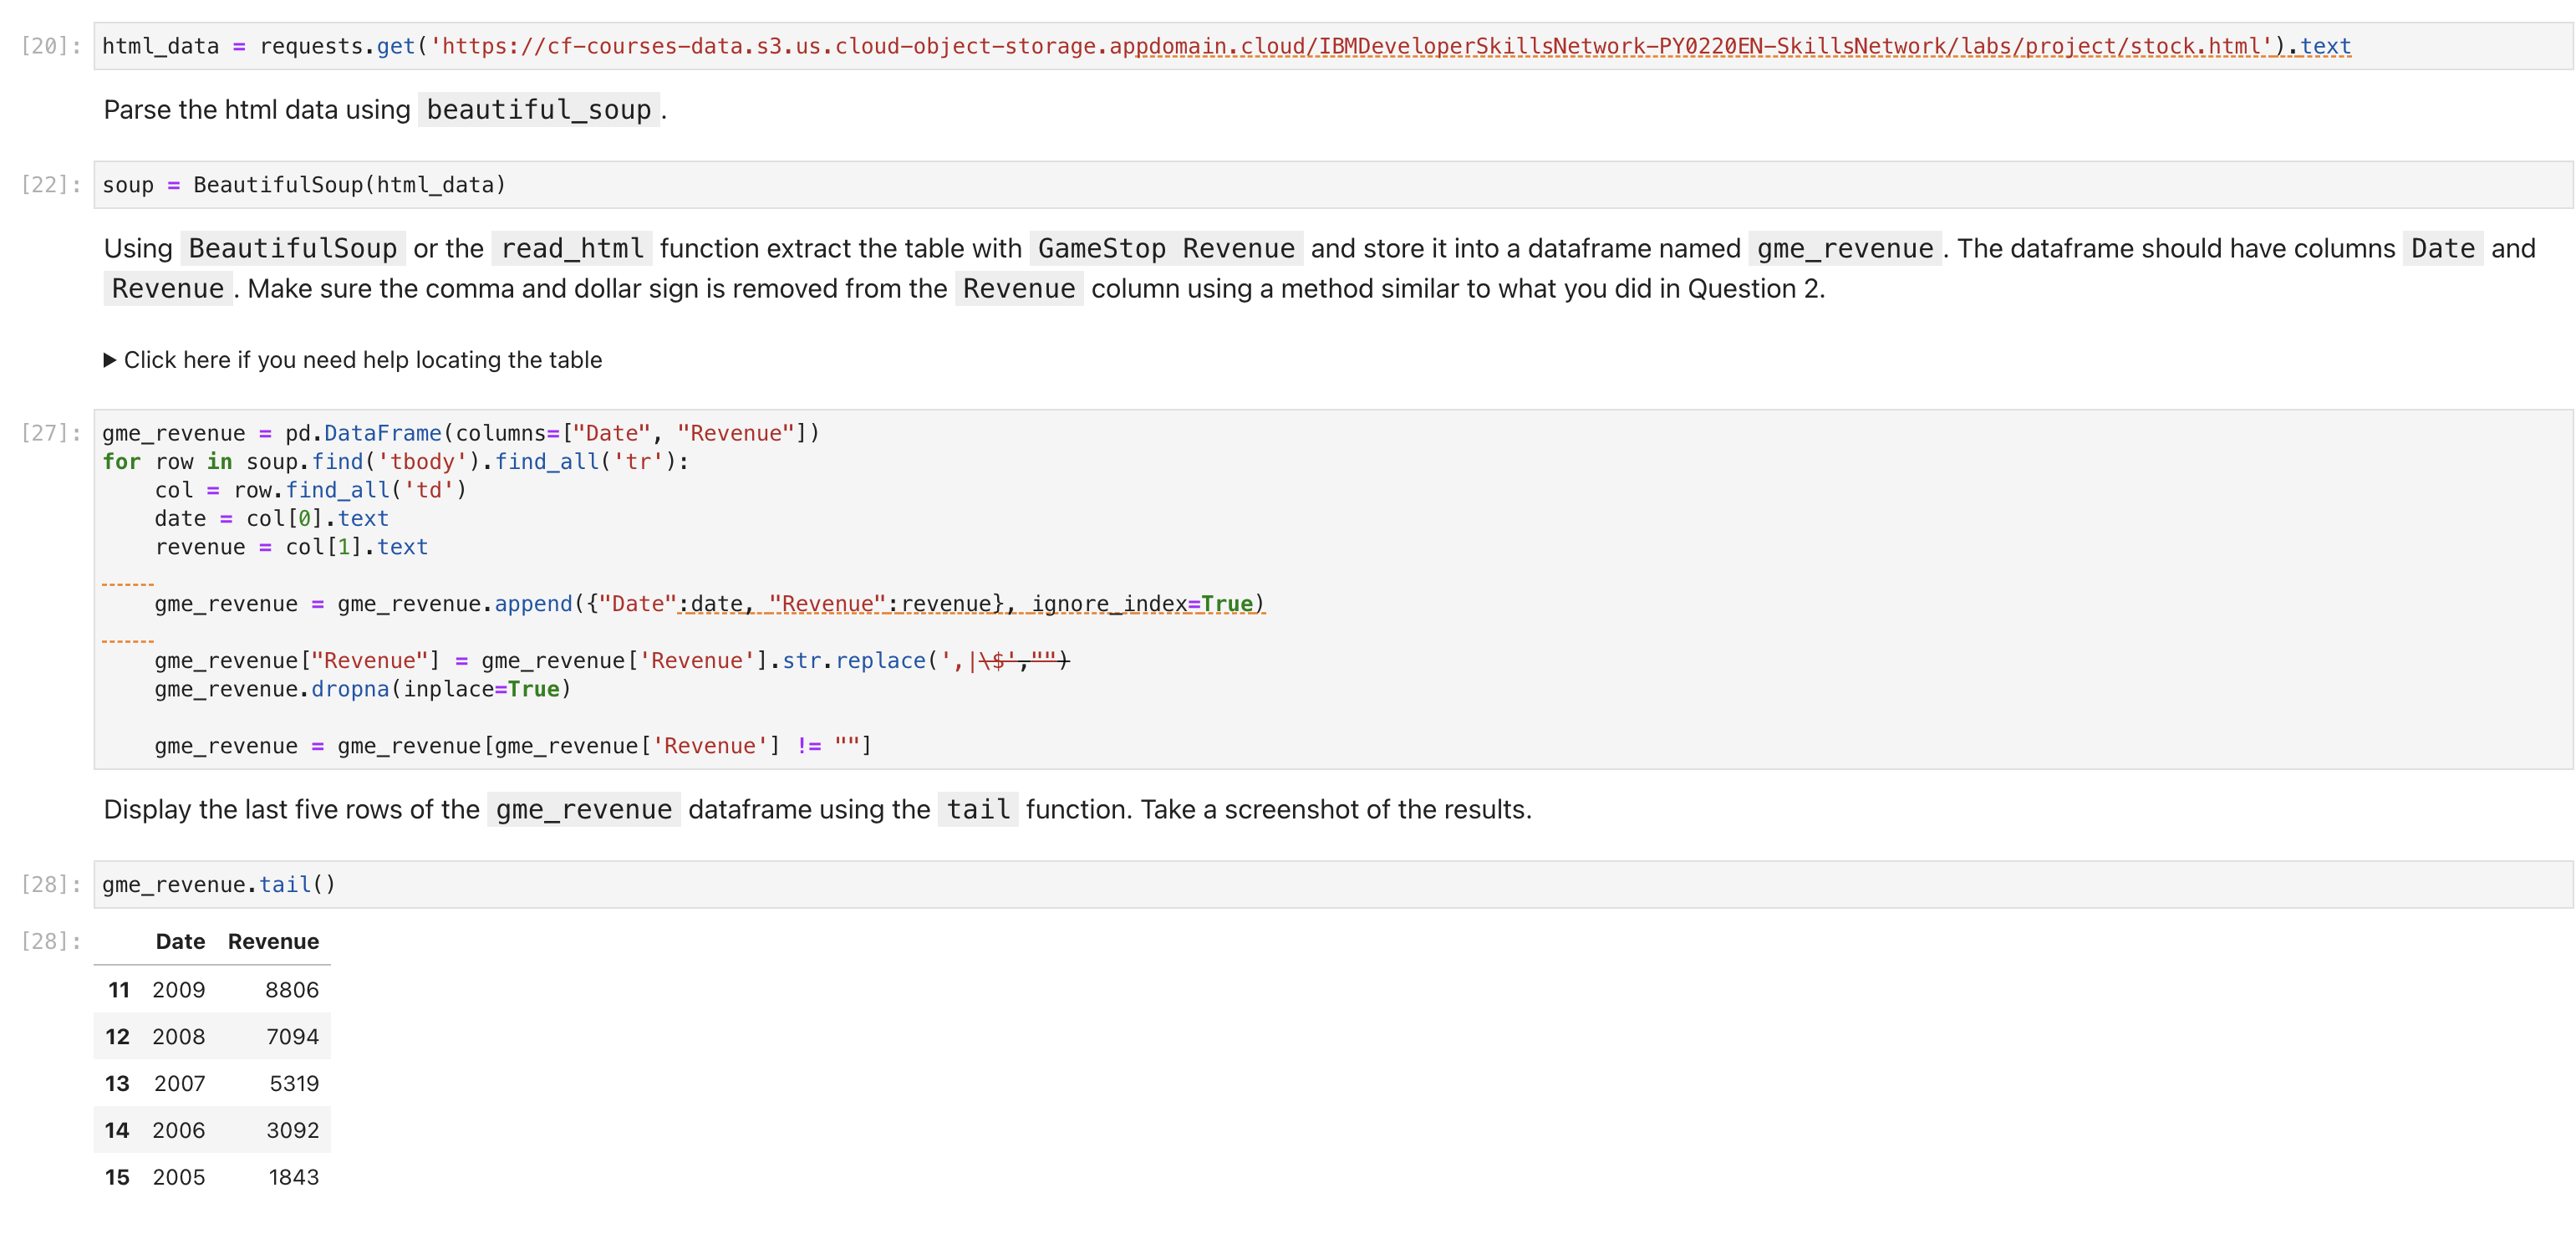 [20]: html_data = requests.get('https://cf-courses-data.s3.us.cloud-object-storage.appdomain.cloud/IBMDeveloperSkillsNetwork-PY0220EN-SkillsNetwork/labs/project/stock.html').text
Parse the html data using beautiful_soup .
[22]: soup = BeautifulSoup(html_data)
Using BeautifulSoup or the read_html function extract the table with GameStop Revenue and store it into a dataframe named gme_revenue . The dataframe should have columns Date and
Revenue . Make sure the comma and dollar sign is removed from the Revenue column using a method similar to what you did in Question 2.
▶ Click here if you need help locating the table
[27]: gme_revenue = pd.DataFrame(columns=["Date", "Revenue"])
for row in soup.find('tbody').find_all('tr'):
    col = row.find_all('td')
    date = col[0].text
    revenue = col[1].text
    gme_revenue = gme_revenue.append({"Date":date, "Revenue":revenue}, ignore_index=True)
    gme_revenue["Revenue"] = gme_revenue['Revenue'].str.replace(',|\$',"")
    gme_revenue.dropna(inplace=True)
    gme_revenue = gme_revenue[gme_revenue['Revenue'] != ""]
Display the last five rows of the gme_revenue dataframe using the tail function. Take a screenshot of the results.
[28]: gme_revenue.tail()
[28]: Date Revenue
11 2009 8806
12 2008 7094
13 2007 5319
14 2006 3092
15 2005 1843